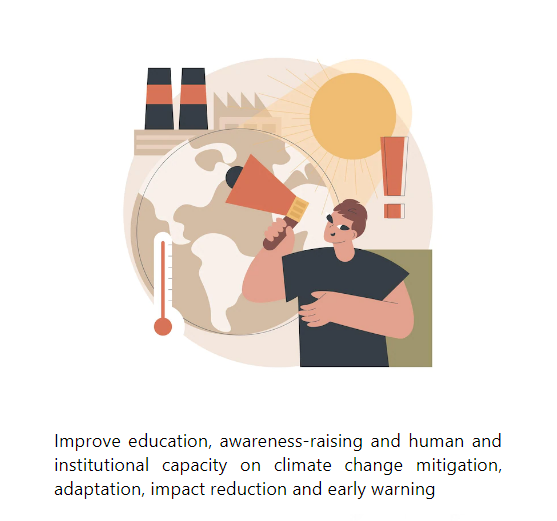 Improve education, awareness-raising and human and
institutional capacity on climate change mitigation,
adaptation, impact reduction and early warning